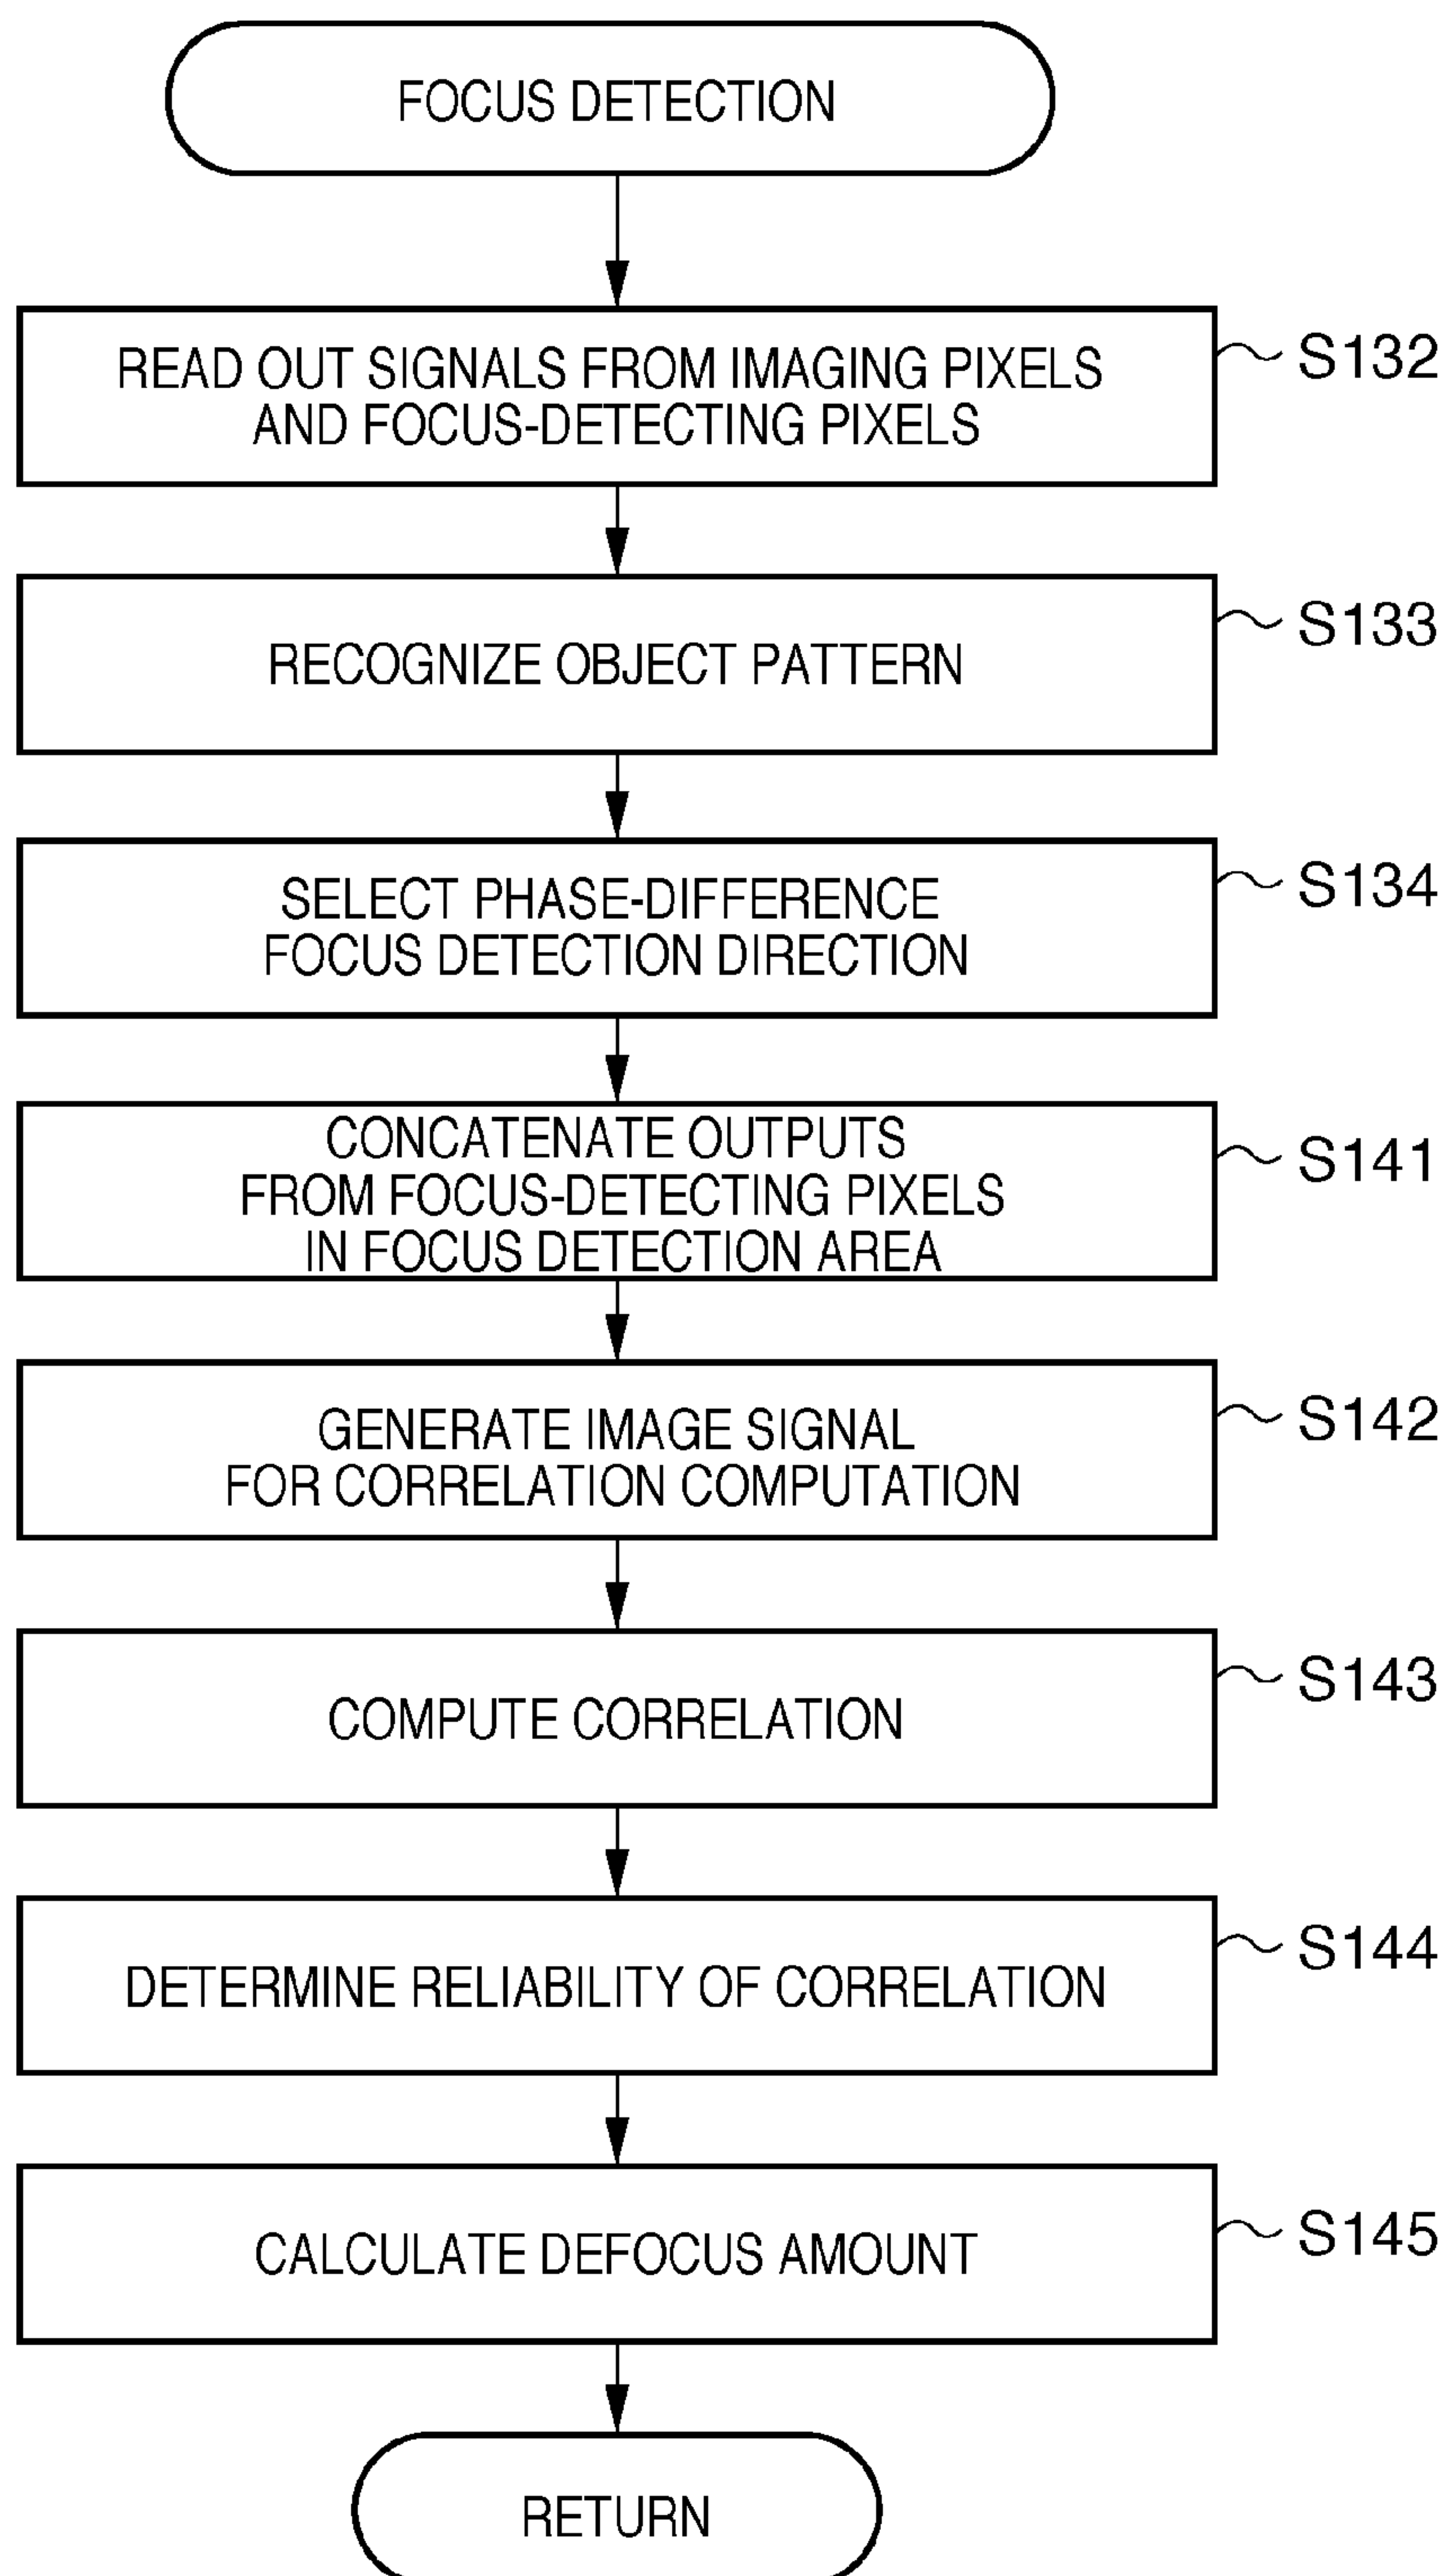 FOCUS DETECTION
READ OUT SIGNALS FROM IMAGING PIXELS
AND FOCUS-DETECTING PIXELS
S132
RECOGNIZE OBJECT PATTERN
S133
SELECT PHASE-DIFFERENCE
FOCUS DETECTION DIRECTION
S134
CONCATENATE OUTPUTS
FROM FOCUS-DETECTING PIXELS
IN FOCUS DETECTION AREA
S141
GENERATE IMAGE SIGNAL
FOR CORRELATION COMPUTATION
S142
COMPUTE CORRELATION
S143
DETERMINE RELIABILITY OF CORRELATION
S144
CALCULATE DEFOCUS AMOUNT
S145
RETURN